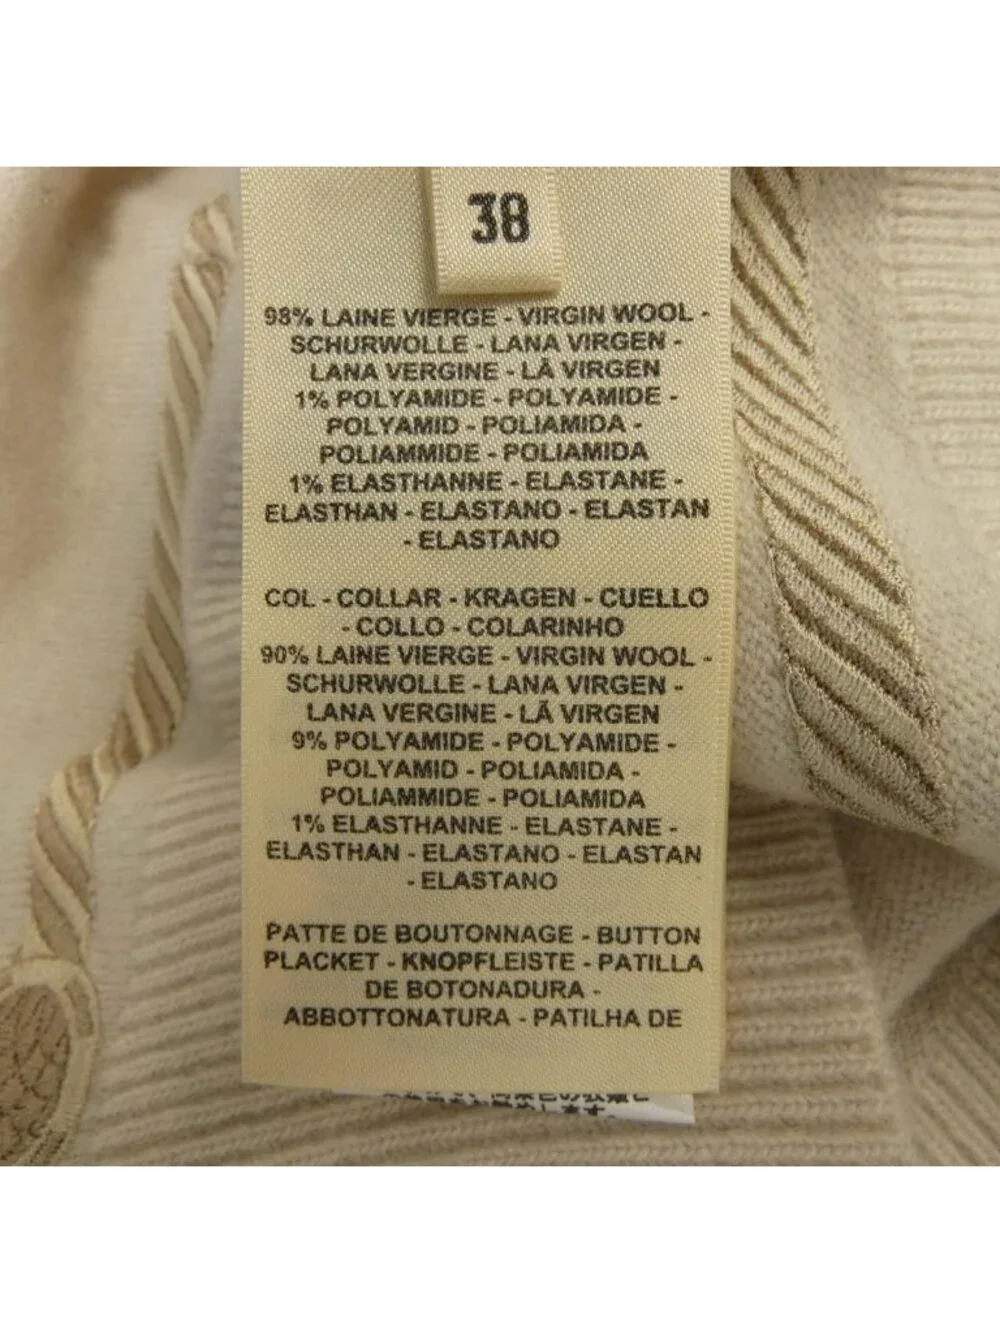 38
98% LAINE VIERGE - VIRGIN WOOL -
SCHURWOLLE - LANA VIRGEN -
LANA VERGINE - LÃ VIRGEN
1% POLYAMIDE - POLYAMIDE -
POLYAMID - POLIAMIDA -
POLIAMMIDE - POLIAMIDA
1% ELASTHANNE - ELASTANE -
ELASTHAN - ELASTANO - ELASTAN
- ELASTANO
COL - COLLAR - KRAGEN - CUELLO
- COLLO - COLARINHO
90% LAINE VIERGE - VIRGIN WOOL -
SCHURWOLLE - LANA VIRGEN -
LANA VERGINE - LÃ VIRGEN
9% POLYAMIDE - POLYAMIDE -
POLYAMID - POLIAMIDA -
POLIAMMIDE - POLIAMIDA
1% ELASTHANNE - ELASTANE -
ELASTHAN - ELASTANO - ELASTAN
- ELASTANO
PATTE DE BOUTONNAGE - BUTTON
PLACKET - KNOPFLEISTE - PATILLA
DE BOTONADURA -
ABBOTTONATURA - PATILHA DE